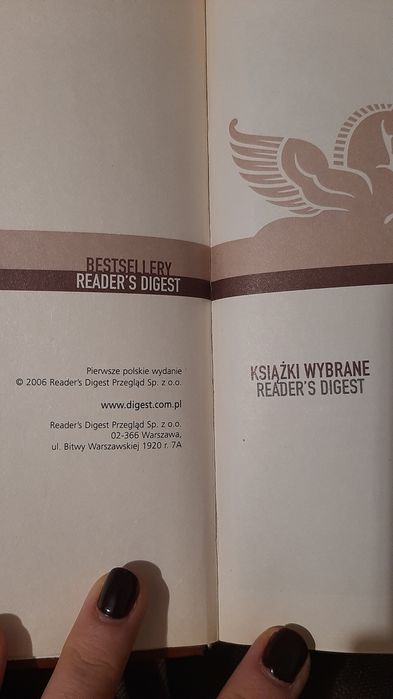 BESTSELLERY
READER'S DIGEST
Pierwsze polskie wydanie
© 2006 Reader's Digest Przegląd Sp. z o.o.
www.digest.com.pl
Reader's Digest Przegląd Sp. z o.o.
02-366 Warszawa,
ul. Bitwy Warszawskiej 1920 r. 7A
KSIĄŻKI WYBRANE
READER'S DIGEST